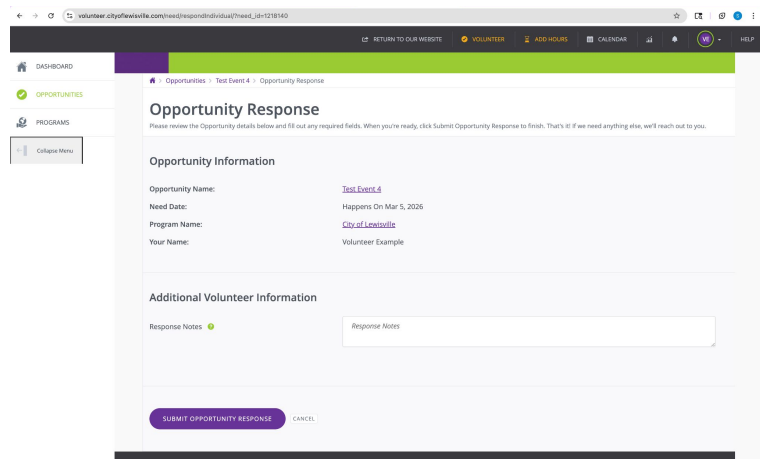 volunteer.cityoflewisville.com/need/respondIndividual/?need_id=1218140
RETURN TO OUR WEBSITE VOLUNTEER ADD HOURS CALENDAR VE HELP
DASHBOARD
OPPORTUNITIES
PROGRAMS
Collapse Menu
> Opportunities > Test Event 4 > Opportunity Response
Opportunity Response
Please review the Opportunity details below and fill out any required fields. When you're ready, click Submit Opportunity Response to finish. That's it! If we need anything else, we'll reach out to you.
Opportunity Information
Opportunity Name: Test Event 4
Need Date: Happens On Mar 5, 2026
Program Name: City of Lewisville
Your Name: Volunteer Example
Additional Volunteer Information
Response Notes ? Response Notes
SUBMIT OPPORTUNITY RESPONSE CANCEL